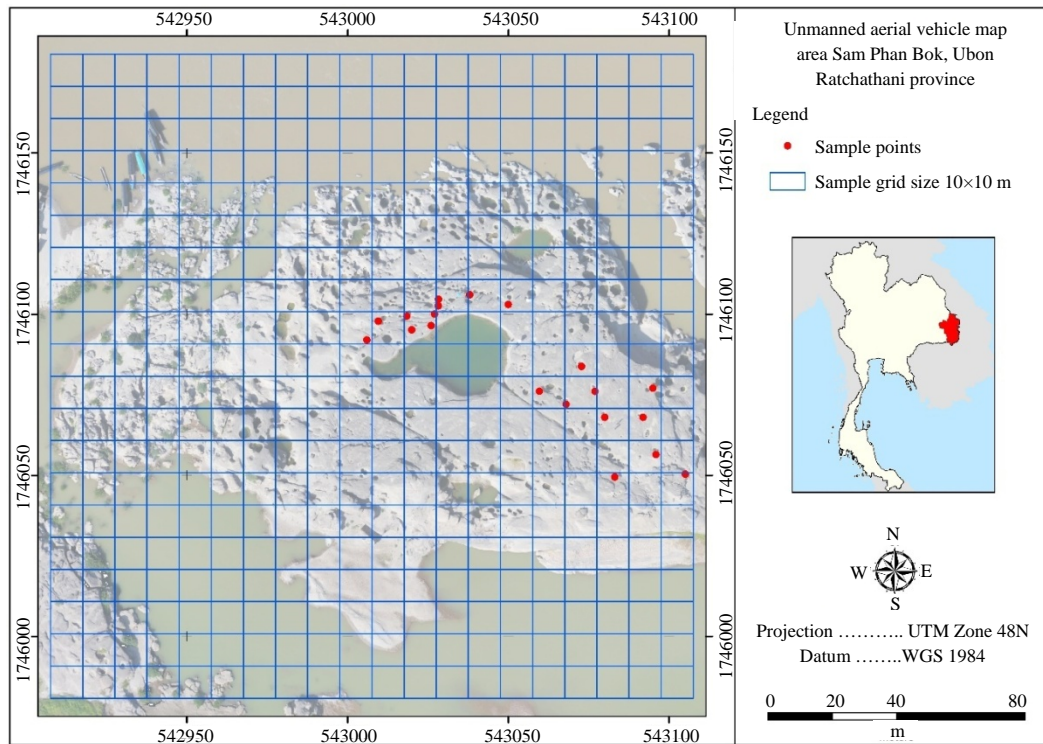 542950 543000 543050 543100
1746150
1746100
1746050
1746000
1746150
1746100
1746050
1746000
542950 543000 543050 543100
Unmanned aerial vehicle map
area Sam Phan Bok, Ubon
Ratchathani province
Legend
Sample points
Sample grid size 10×10 m
N
W E
S
Projection ……….. UTM Zone 48N
Datum ……..WGS 1984
0 20 40 80
m